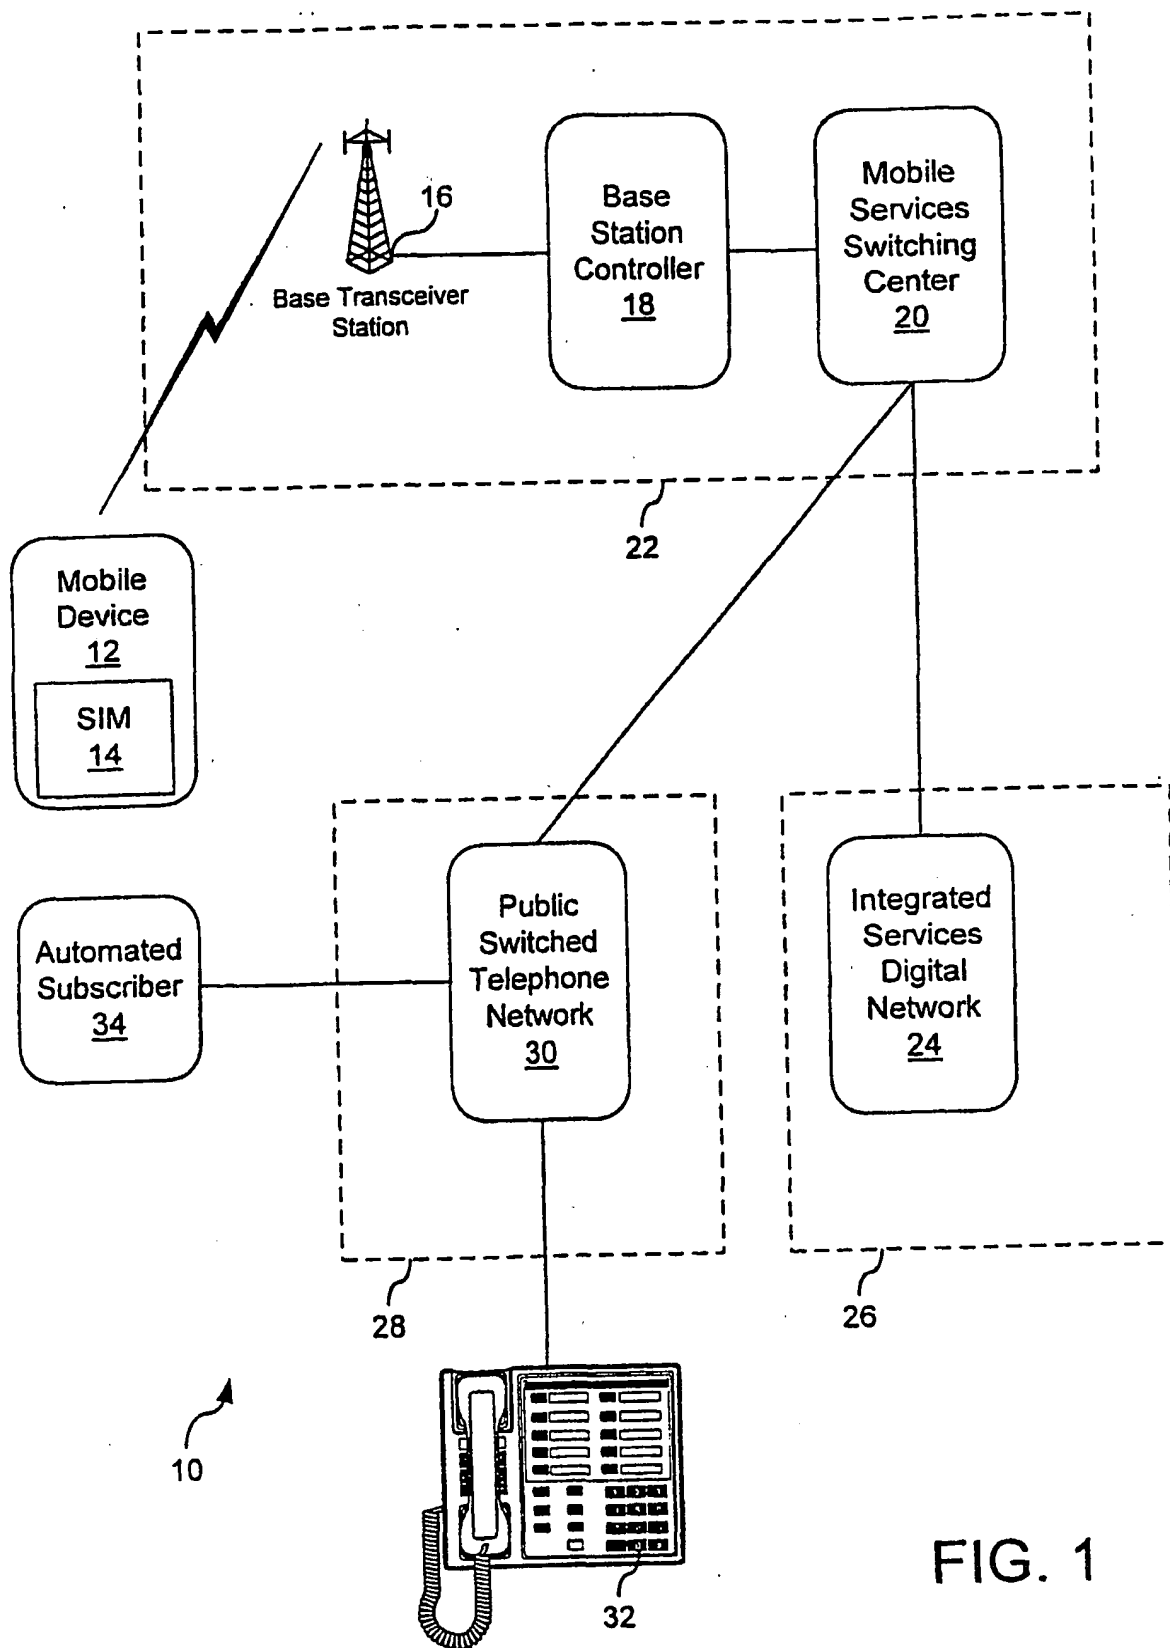 16
Base Transceiver
Station
Base
Station
Controller
18
Mobile
Services
Switching
Center
20
22
Mobile
Device
12
SIM
14
Automated
Subscriber
34
Public
Switched
Telephone
Network
30
Integrated
Services
Digital
Network
24
28
26
10
32
FIG. 1